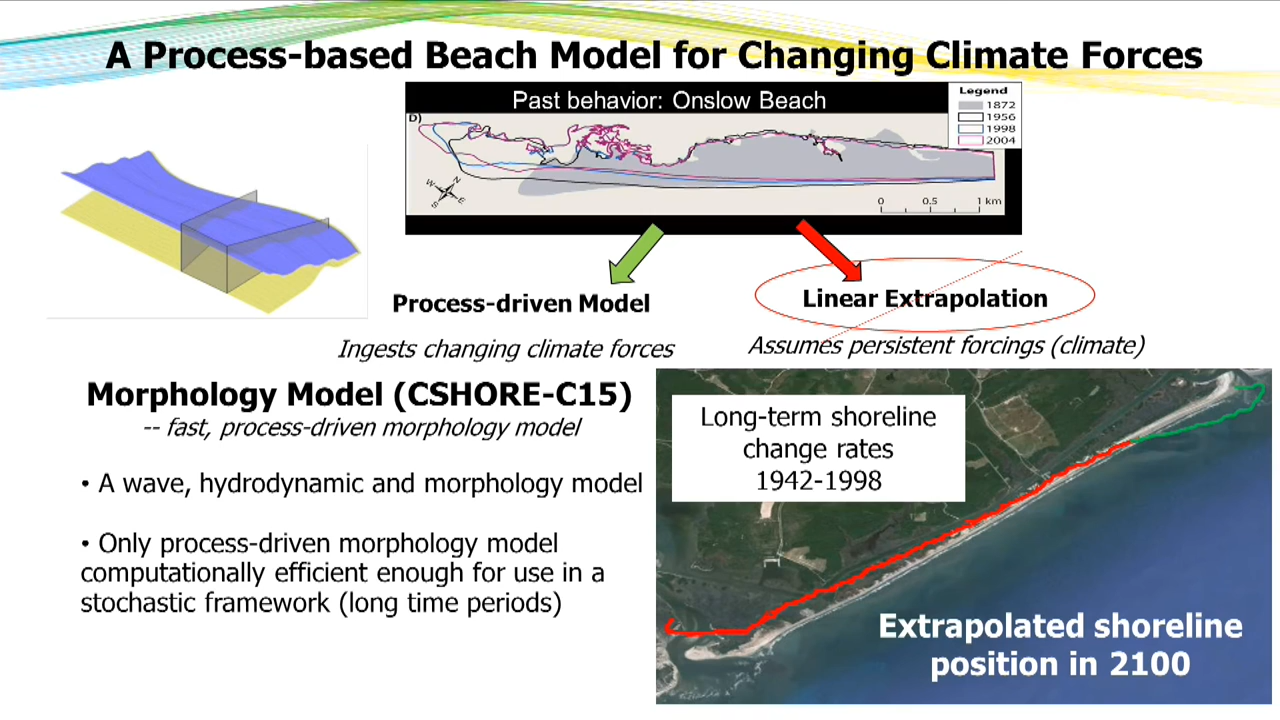 A Process-based Beach Model for Changing Climate Forces
Past behavior: Onslow Beach
Legend
1872
1956
1998
2004
D)
W
N
S
E
0
0.5
1 km
Process-driven Model
Linear Extrapolation
Ingests changing climate forces
Assumes persistent forcings (climate)
Morphology Model (CSHORE-C15)
-- fast, process-driven morphology model
• A wave, hydrodynamic and morphology model
• Only process-driven morphology model
computationally efficient enough for use in a
stochastic framework (long time periods)
Long-term shoreline
change rates
1942-1998
Extrapolated shoreline
position in 2100